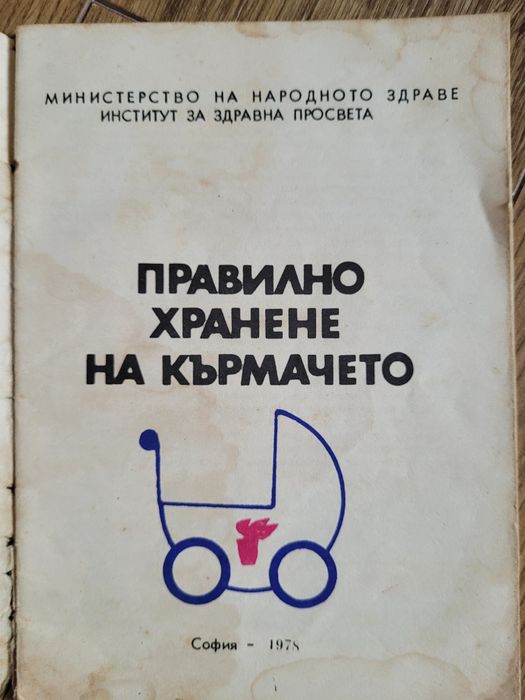 МИНИСТЕРСТВО НА НАРОДНОТО ЗДРАВЕ
ИНСТИТУТ ЗА ЗДРАВНА ПРОСВЕТА
ПРАВИЛНО
ХРАНЕНЕ
НА КЪРМАЧЕТО
София - 1978